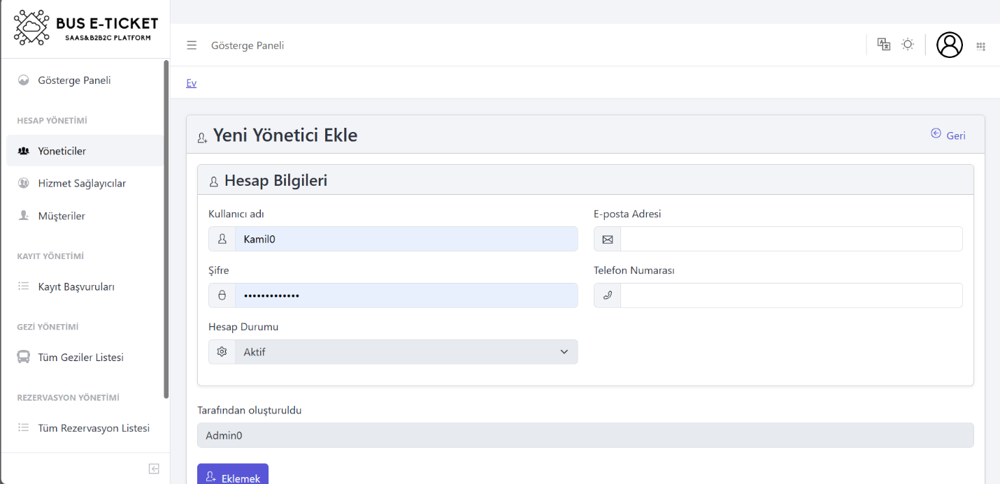 BUS E-TICKET
SAAS&B2B2C PLATFORM
Gösterge Paneli
HESAP YÖNETİMİ
Yöneticiler
Hizmet Sağlayıcılar
Müşteriler
KAYIT YÖNETİMİ
Kayıt Başvuruları
GEZİ YÖNETİMİ
Tüm Geziler Listesi
REZERVASYON YÖNETİMİ
Tüm Rezervasyon Listesi
Gösterge Paneli
Ev
Yeni Yönetici Ekle
Geri
Hesap Bilgileri
Kullanıcı adı
Kamil0
E-posta Adresi
Şifre
•••••••••••••
Telefon Numarası
Hesap Durumu
Aktif
Tarafından oluşturuldu
Admin0
Eklemek